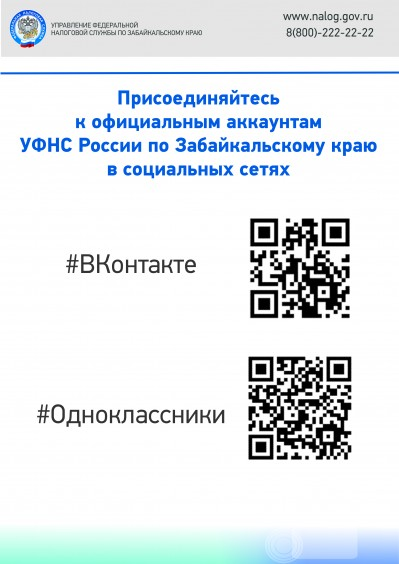 УПРАВЛЕНИЕ ФЕДЕРАЛЬНОЙ
НАЛОГОВОЙ СЛУЖБЫ ПО ЗАБАЙКАЛЬСКОМУ КРАЮ
www.nalog.gov.ru
8(800)-222-22-22
Присоединяйтесь
к официальным аккаунтам
УФНС России по Забайкальскому краю
в социальных сетях
#ВКонтакте
#Одноклассники